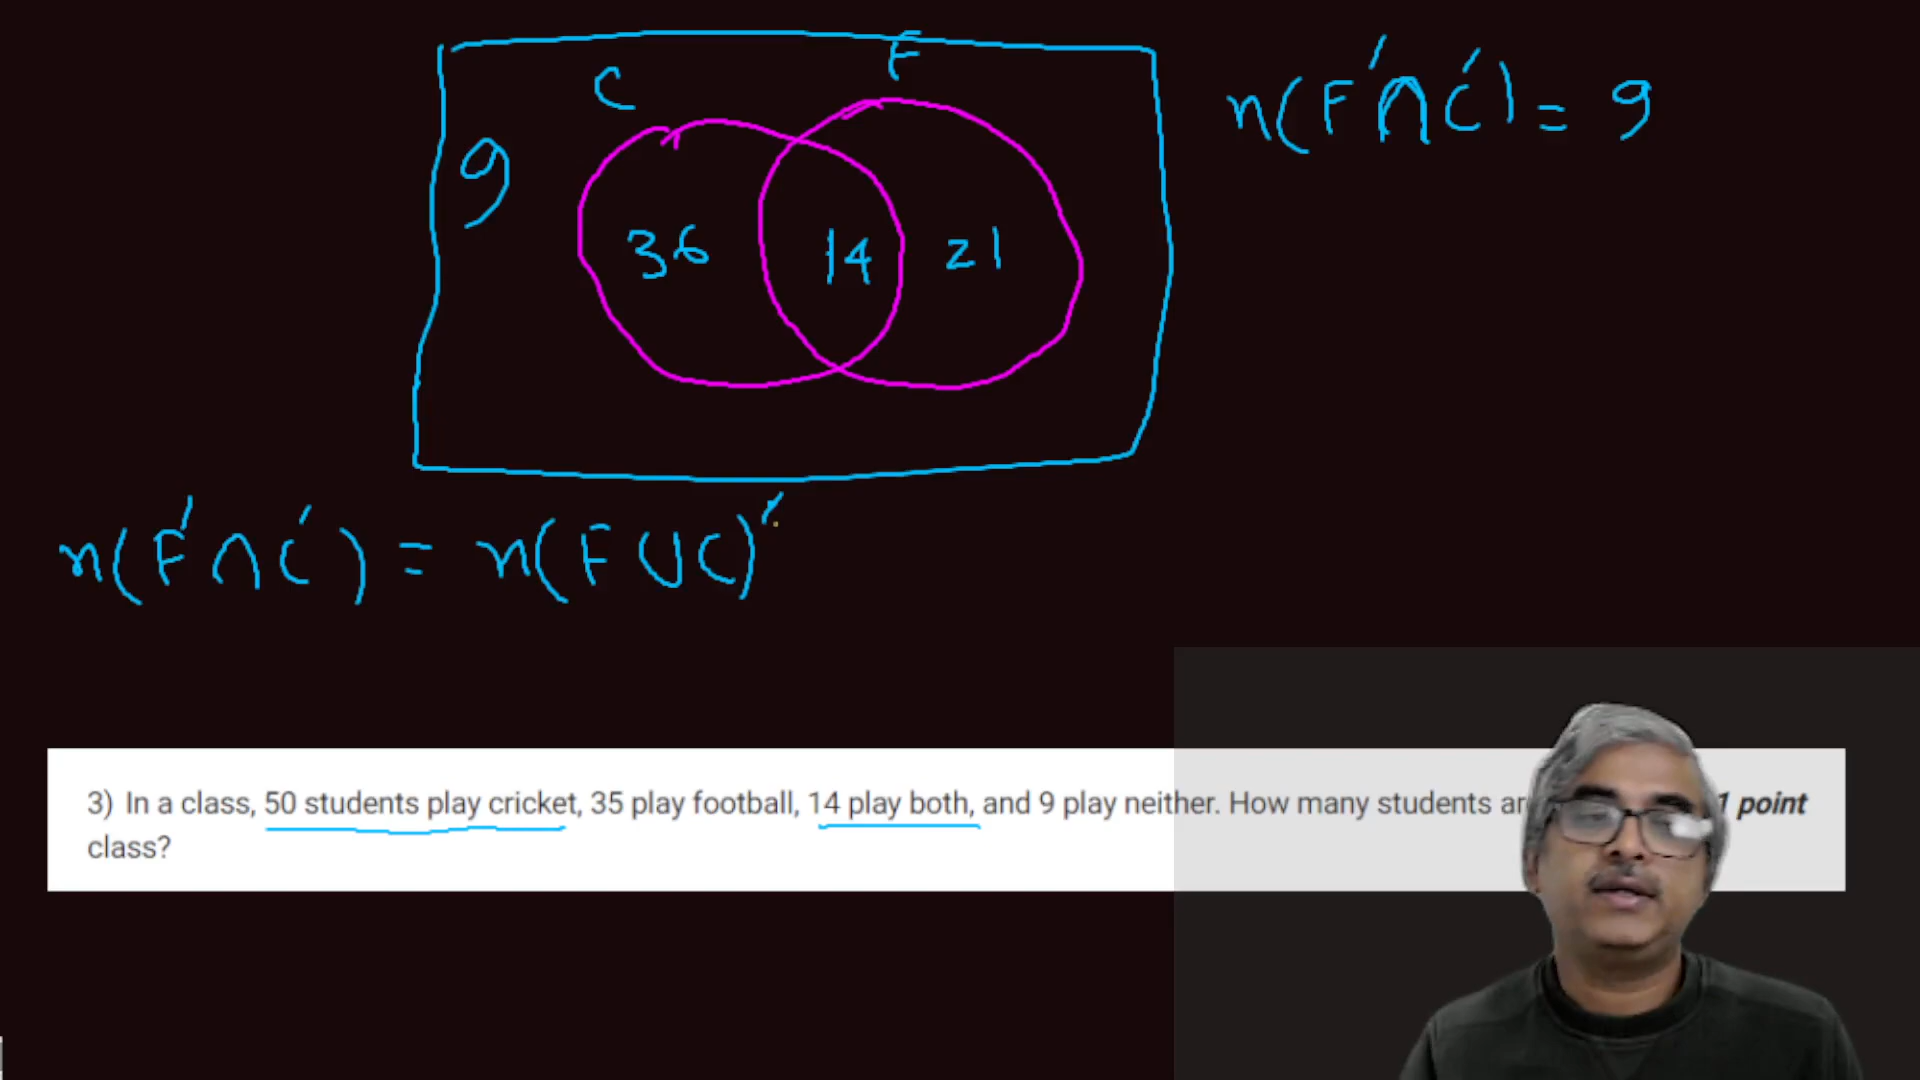 C F
n(F'∩C') = 9
9
36 14 21
n(F'∩C') = n(F∪C)'
3) In a class, 50 students play cricket, 35 play football, 14 play both, and 9 play neither. How many students 1 point
class?